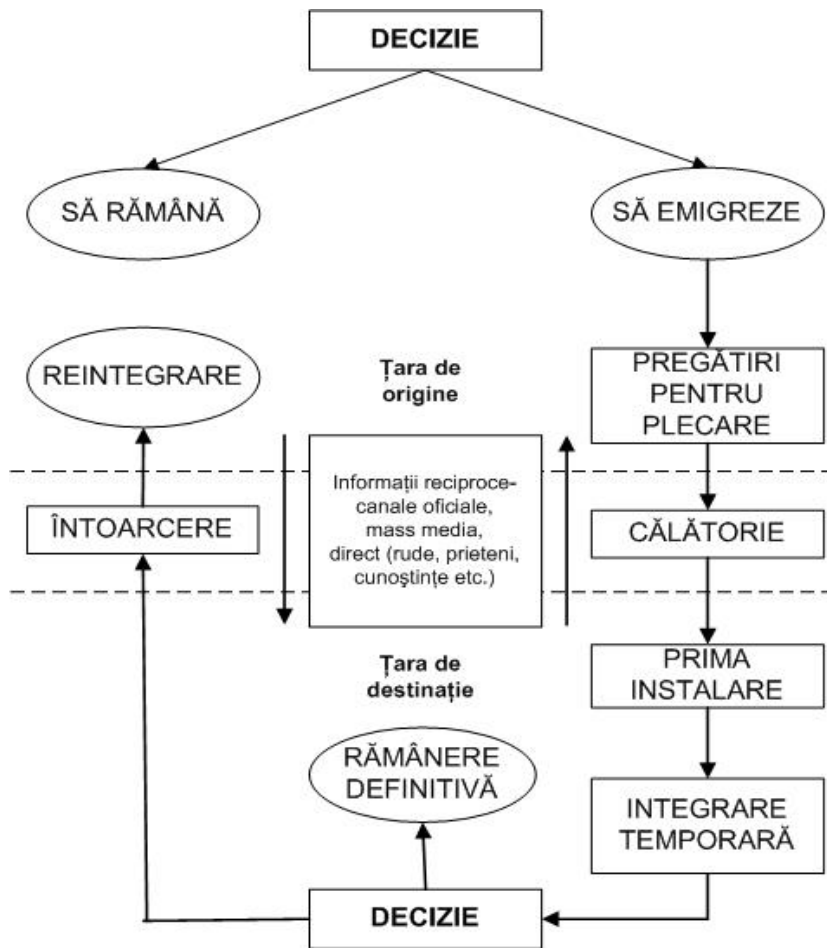 DECIZIE
SĂ RĂMÂNĂ
SĂ EMIGREZE
REINTEGRARE
Țara de
origine
PREGĂTIRI
PENTRU
PLECARE
Informații reciproce-
canale oficiale,
mass media,
direct (rude, prieteni,
cunoștințe etc.)
ÎNTOARCERE
CĂLĂTORIE
Țara de
destinație
PRIMA
INSTALARE
RĂMÂNERE
DEFINITIVĂ
INTEGRARE
TEMPORARĂ
DECIZIE